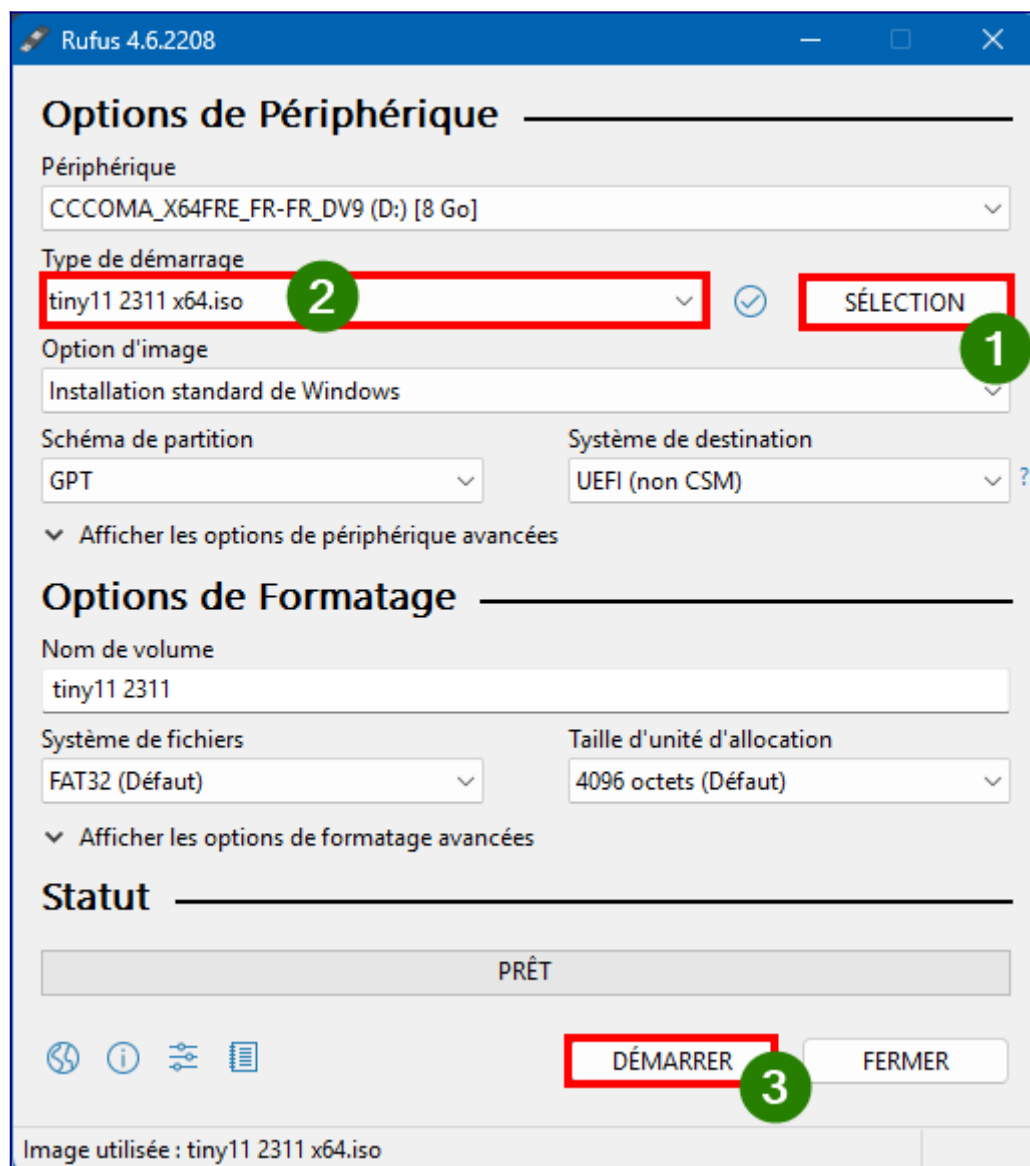 Rufus 4.6.2208
Options de Périphérique
Périphérique
CCCOMA_X64FRE_FR-FR_DV9 (D:) [8 Go]
Type de démarrage
tiny11 2311 x64.iso 2 SÉLECTION 1
Option d'image
Installation standard de Windows
Schéma de partition Système de destination
GPT UEFI (non CSM) ?
Afficher les options de périphérique avancées
Options de Formatage
Nom de volume
tiny11 2311
Système de fichiers Taille d'unité d'allocation
FAT32 (Défaut) 4096 octets (Défaut)
Afficher les options de formatage avancées
Statut
PRÊT
DÉMARRER 3 FERMER
Image utilisée : tiny11 2311 x64.iso